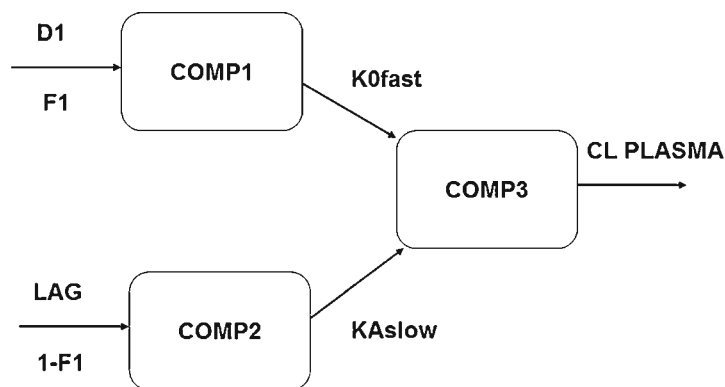 D1
F1
COMP1
K0fast
COMP3
CL PLASMA
LAG
1-F1
COMP2
KAslow